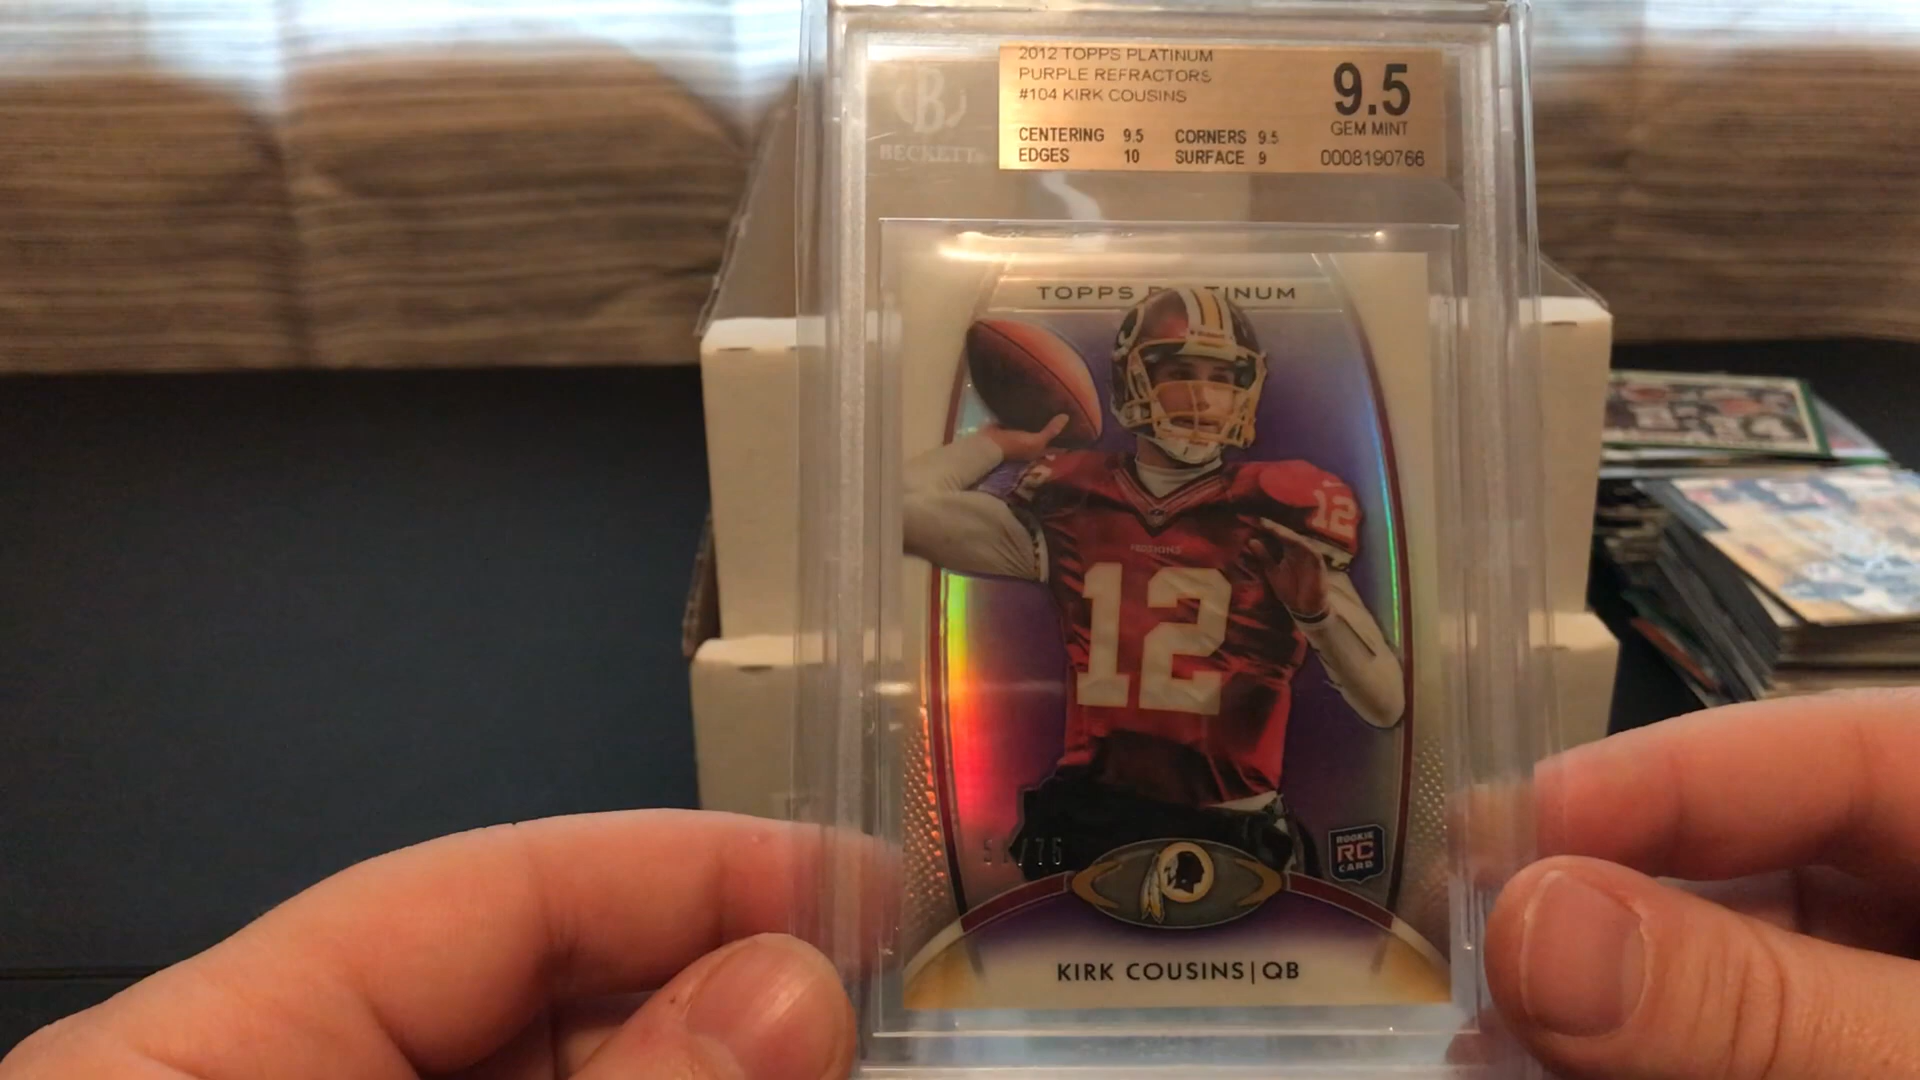 2012 TOPPS PLATINUM
PURPLE REFRACTORS
#104 KIRK COUSINS
CENTERING 9.5 CORNERS 9.5
EDGES 10 SURFACE 9
9.5
GEM MINT
0008190766
B
BECKETT
TOPPS PLATINUM
12
REDSKINS
12
ROOKIE
RC
CARD
KIRK COUSINS|QB